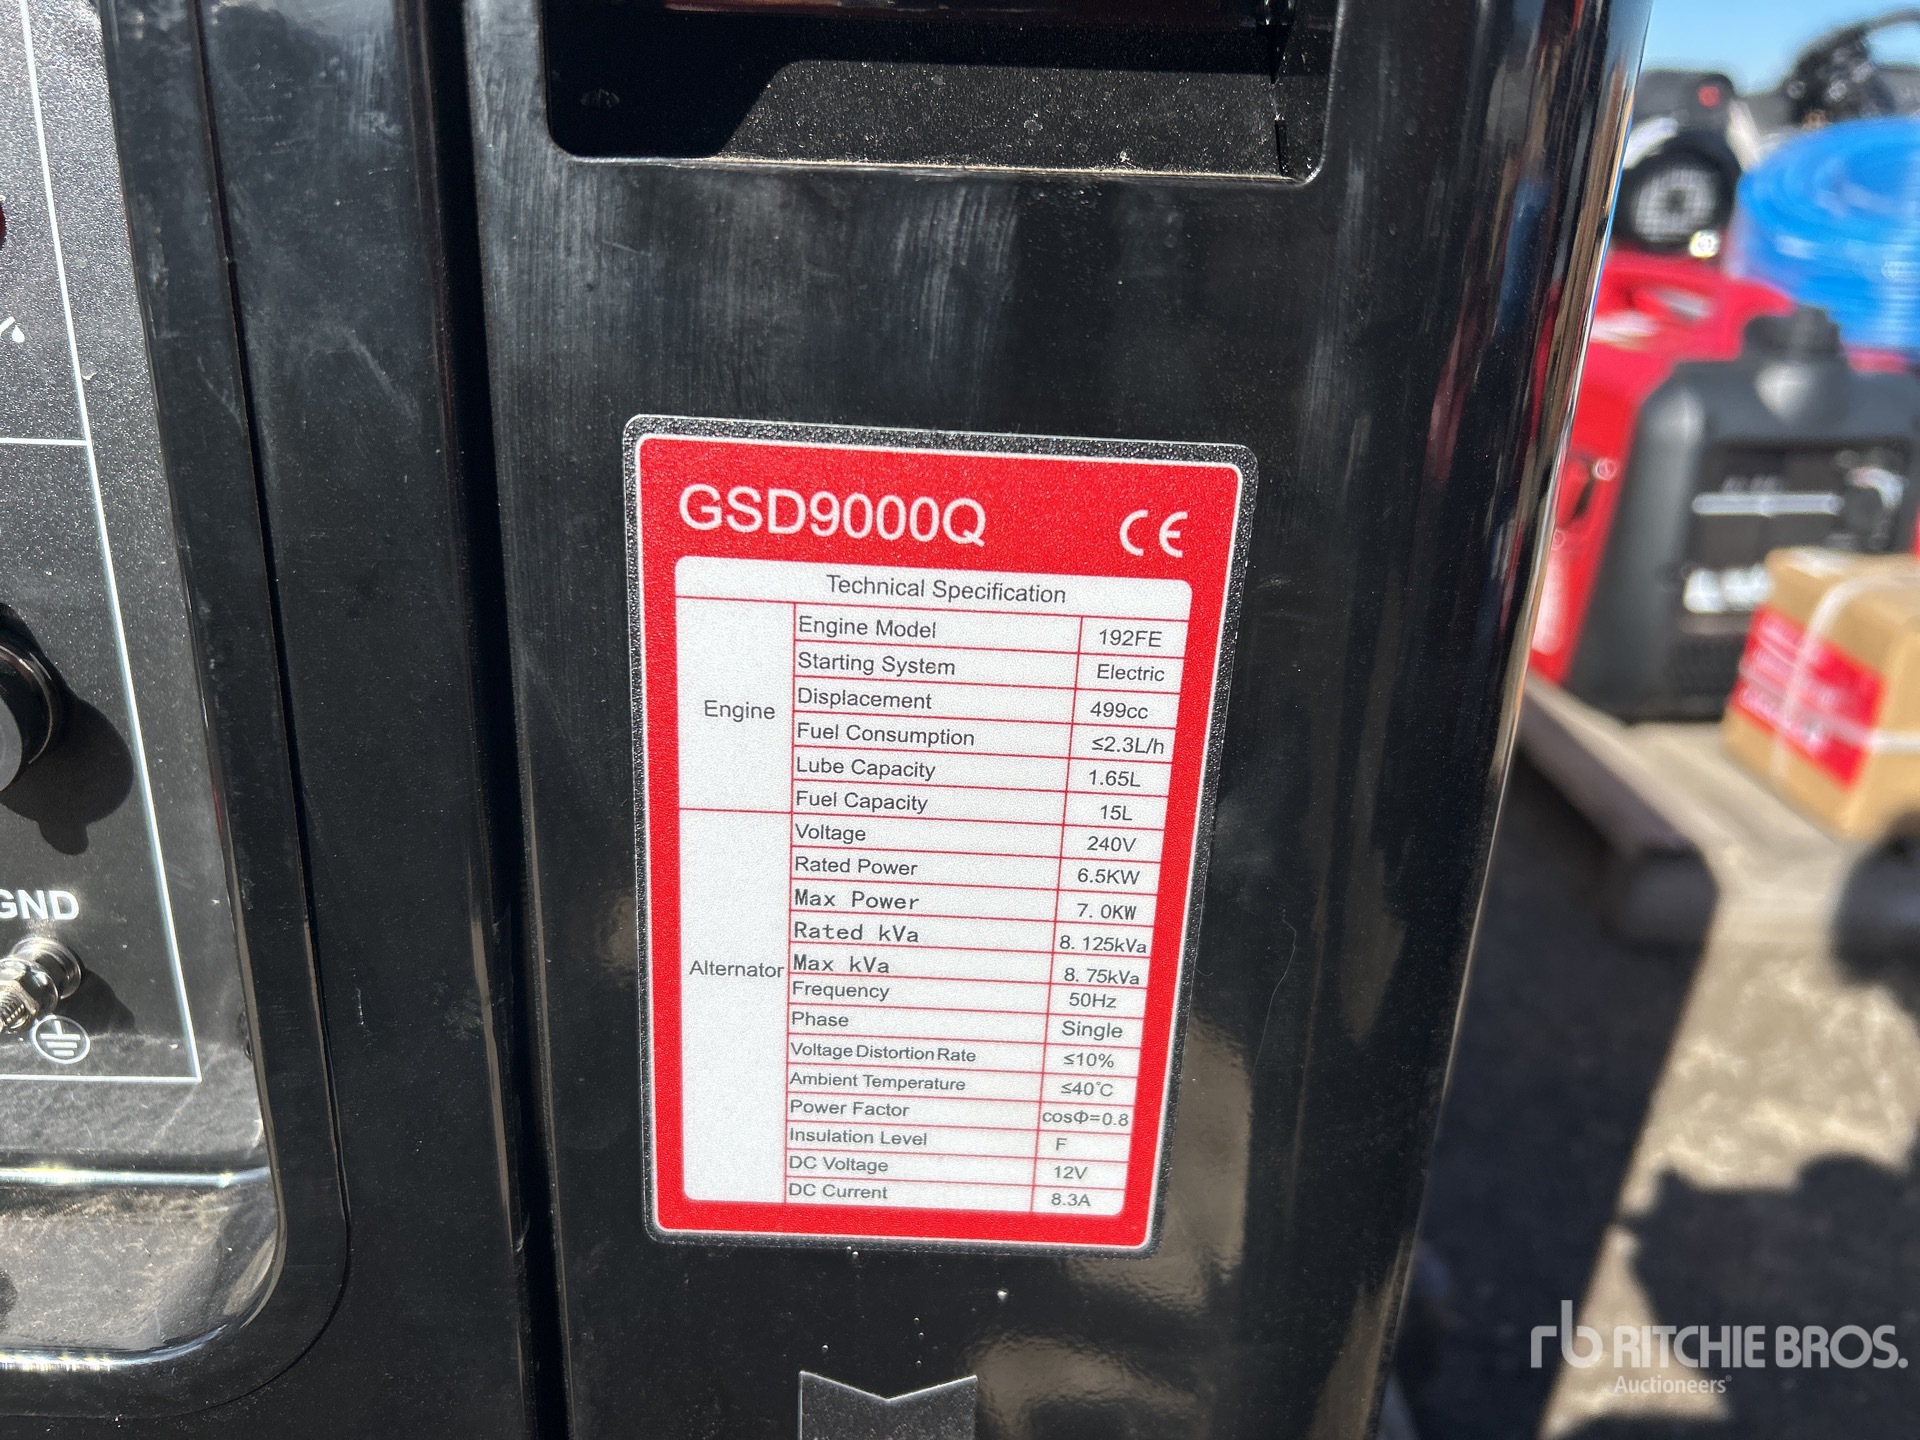 GSD9000Q CE
Technical Specification
Engine
Engine Model 192FE
Starting System Electric
Displacement 499cc
Fuel Consumption ≤2.3L/h
Lube Capacity 1.65L
Fuel Capacity 15L
Alternator
Voltage 240V
Rated Power 6.5KW
Max Power 7.0KW
Rated kVa 8.125kVa
Max kVa 8.75kVa
Frequency 50Hz
Phase Single
Voltage Distortion Rate ≤10%
Ambient Temperature ≤40℃
Power Factor cosΦ=0.8
Insulation Level F
DC Voltage 12V
DC Current 8.3A
GND
rb RITCHIE BROS.
Auctioneers®